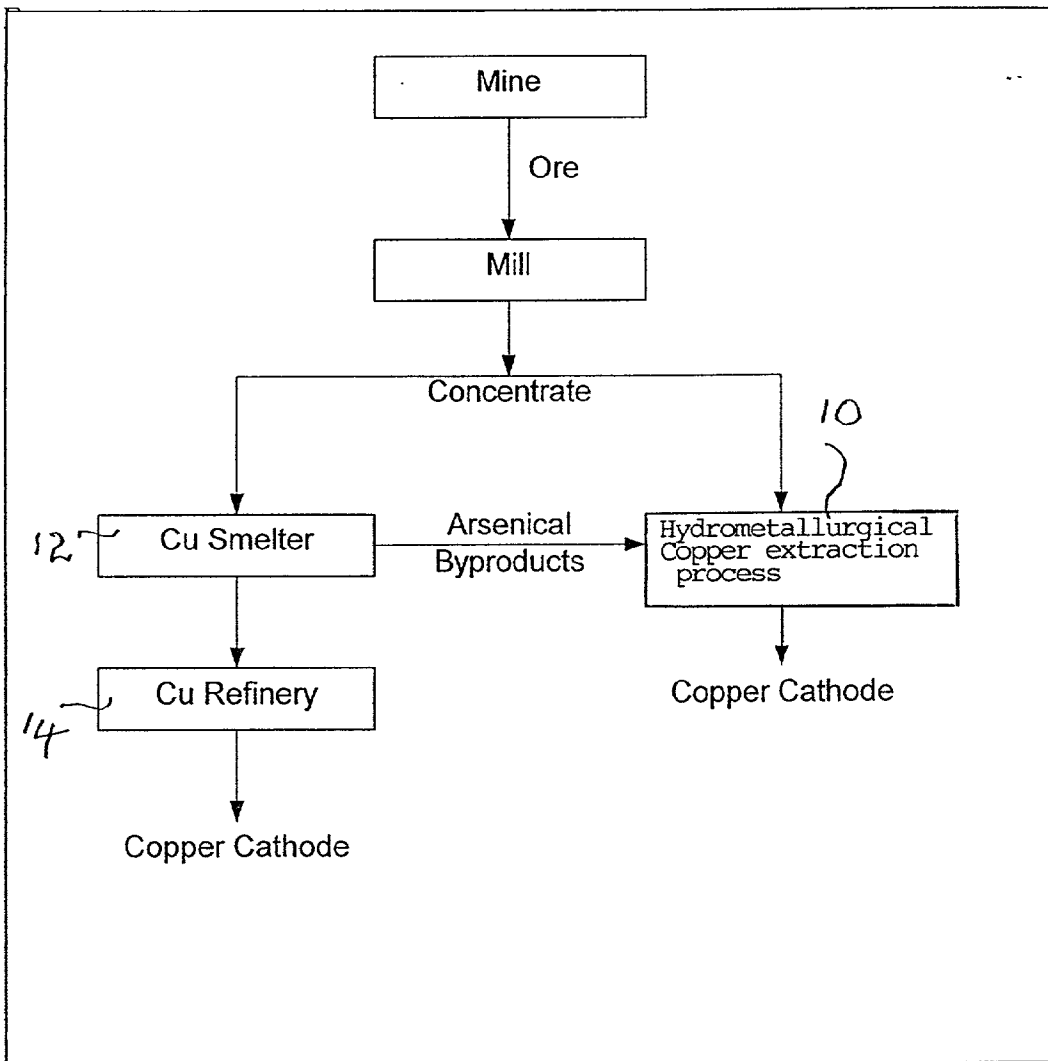 Mine
Ore
Mill
Concentrate
10
12
Cu Smelter
Arsenical
Byproducts
Hydrometallurgical
Copper extraction
process
14
Cu Refinery
Copper Cathode
Copper Cathode